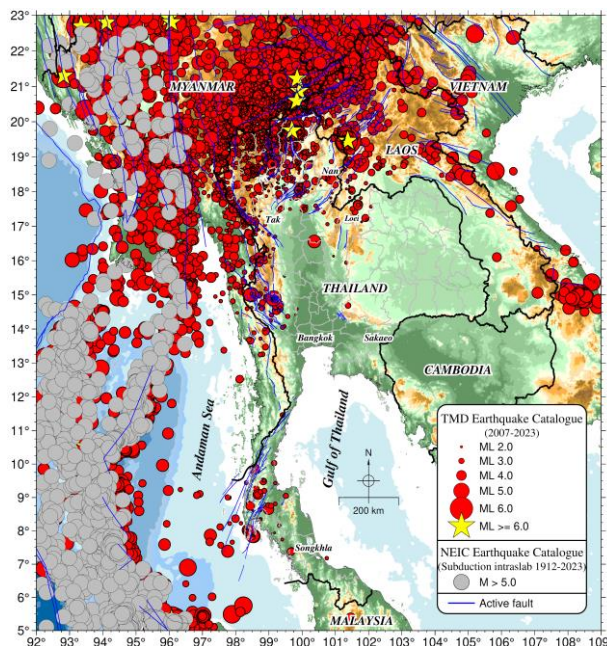 23
22
21
20
19
18
17
16
15
14
13
12
11
10
9
8
7
6
5
MYANMAR
VIETNAM
LAOS
Nan
Tak
Loei
THAILAND
Bangkok
Sakaeo
CAMBODIA
Andaman Sea
Gulf of Thailand
N
200 km
Songkhla
MALAYSIA
TMD Earthquake Catalogue
(2007-2023)
ML 2.0
ML 3.0
ML 4.0
ML 5.0
ML 6.0
ML >= 6.0
NEIC Earthquake Catalogue
(Subduction intraslab 1912-2023)
M > 5.0
Active fault
92 93 94 95 96 97 98 99 100 101 102 103 104 105 106 107 108 109